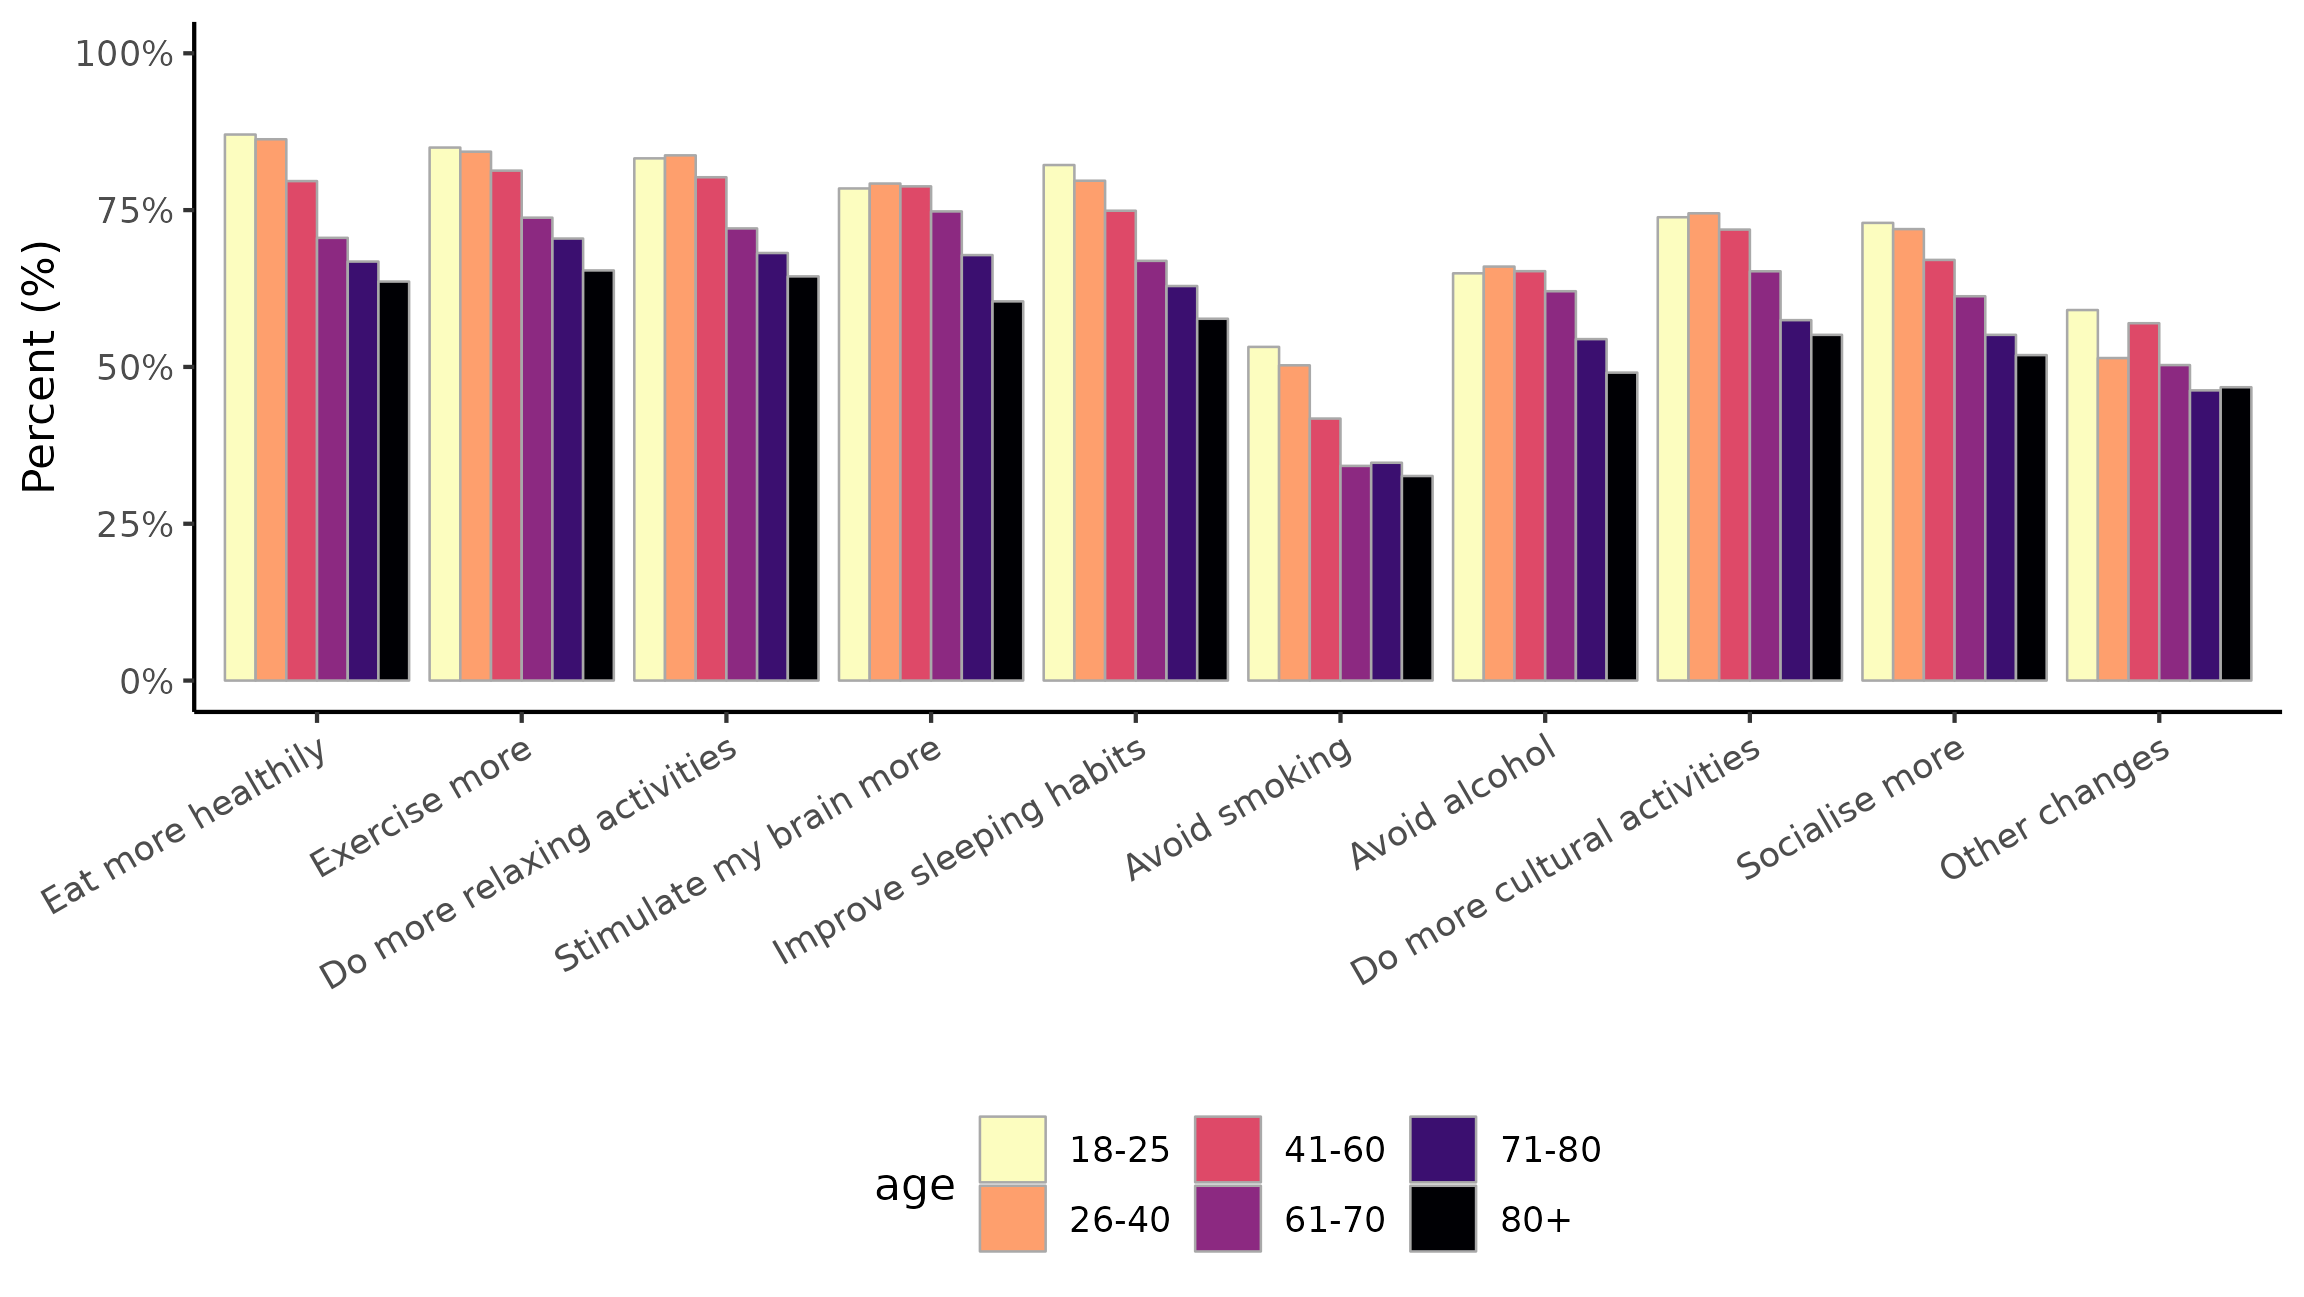 Percent (%)
100%
75%
50%
25%
0%
Eat more healthily
Exercise more
Do more relaxing activities
Stimulate my brain more
Improve sleeping habits
Avoid smoking
Avoid alcohol
Do more cultural activities
Socialise more
Other changes
age
18-25
26-40
41-60
61-70
71-80
80+